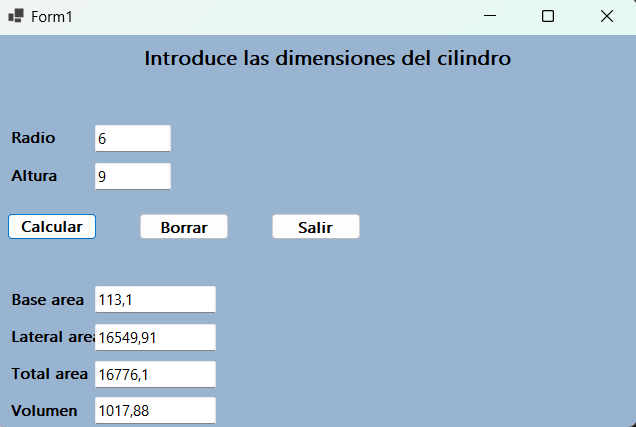 Form1
Introduce las dimensiones del cilindro
Radio 6
Altura 9
Calcular Borrar Salir
Base area 113,1
Lateral area 16549,91
Total area 16776,1
Volumen 1017,88